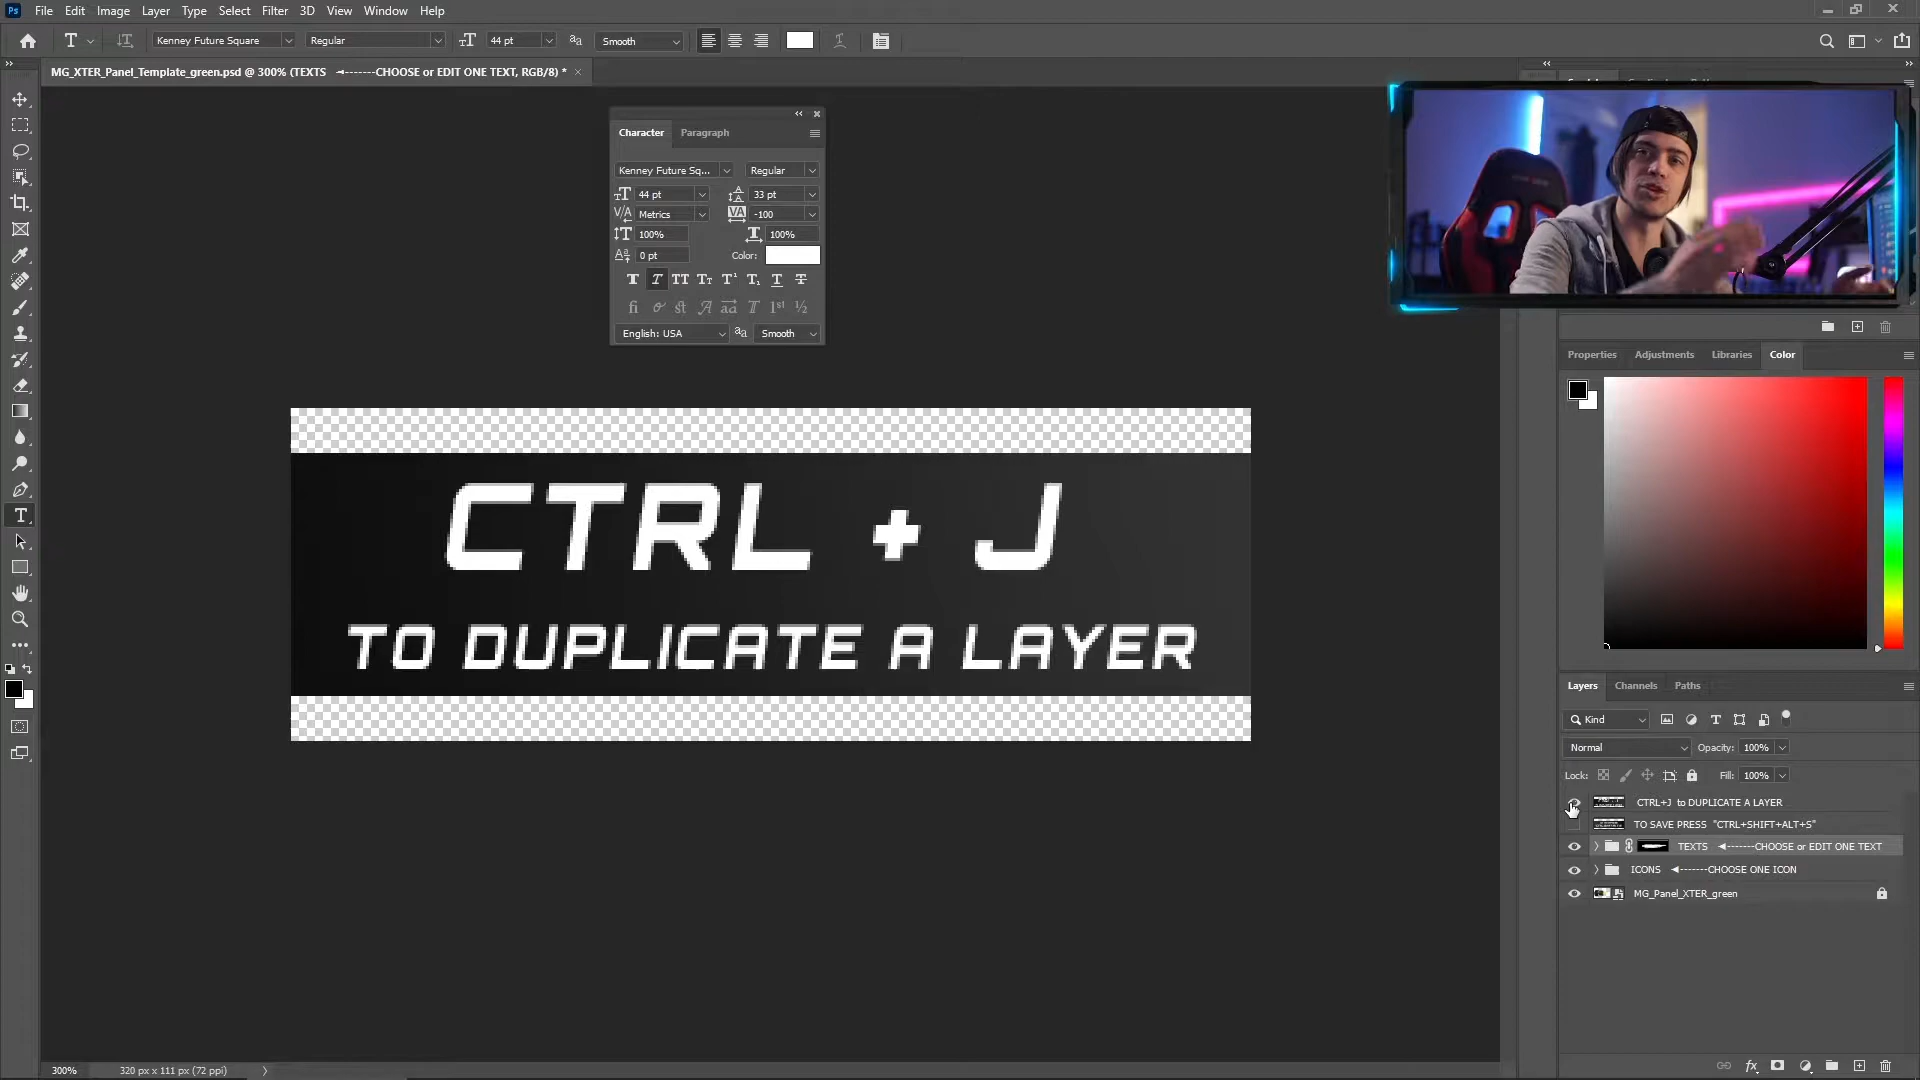 Ps File Edit Image Layer Type Select Filter 3D View Window Help
T Kenney Future Square Regular 44 pt Smooth
MG_XTER_Panel_Template_green.psd @ 300% (TEXTS ◄-------CHOOSE or EDIT ONE TEXT, RGB/8) *
Character Paragraph
Kenney Future Sq... Regular
44 pt 33 pt
Metrics -100
100% 100%
0 pt Color:
English: USA Smooth
CTRL + J
TO DUPLICATE A LAYER
Properties Adjustments Libraries Color
Layers Channels Paths
Kind
Normal Opacity: 100%
Lock: Fill: 100%
CTRL+J to DUPLICATE A LAYER
TO SAVE PRESS "CTRL+SHIFT+ALT+S"
TEXTS ◄-------CHOOSE or EDIT ONE TEXT
ICONS ◄-------CHOOSE ONE ICON
MG_Panel_XTER_green
300% 320 px x 111 px (72 ppi)